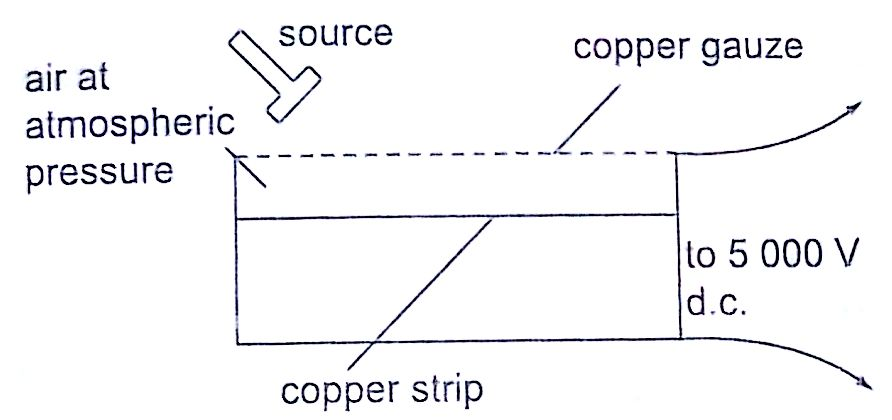 source
copper gauze
air at
atmospheric
pressure
to 5 000 V
d.c.
copper strip